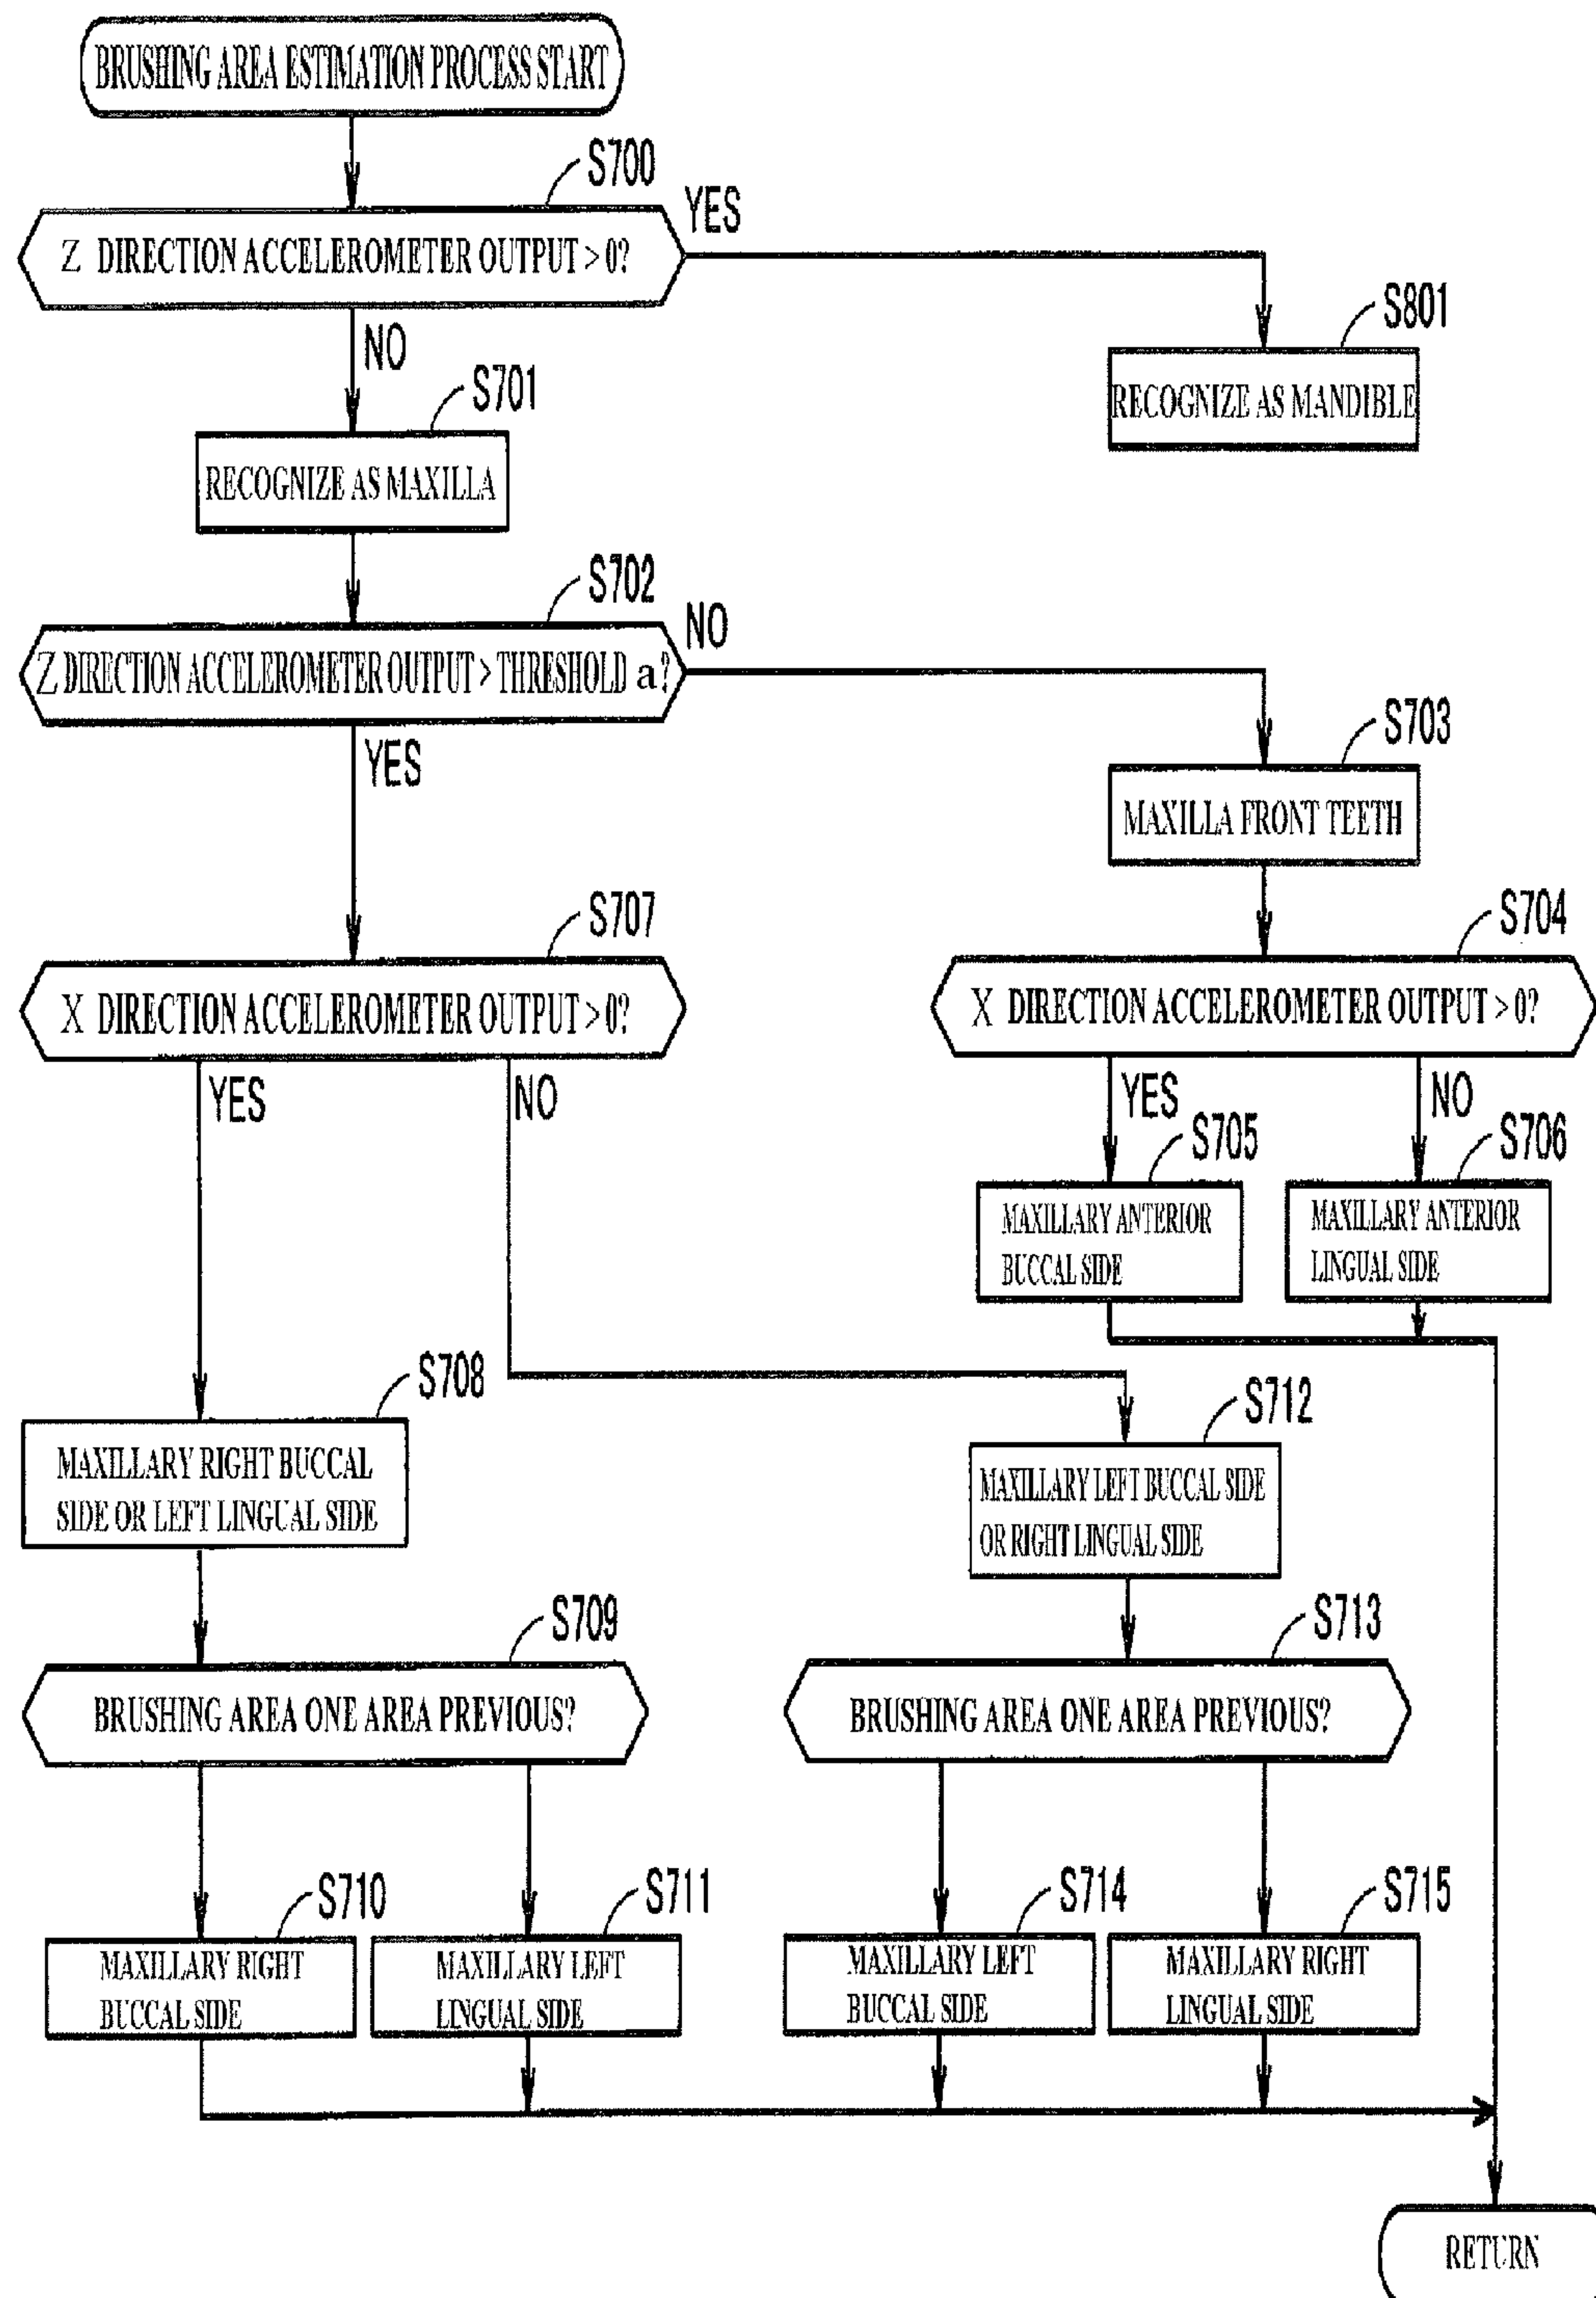 BRUSHING AREA ESTIMATION PROCESS START
S700
Z DIRECTION ACCELEROMETER OUTPUT > 0?
YES
NO
S801
RECOGNIZE AS MANDIBLE
S701
RECOGNIZE AS MAXILLA
S702
Z DIRECTION ACCELEROMETER OUTPUT > THRESHOLD a?
NO
YES
S703
MAXILLA FRONT TEETH
S707
X DIRECTION ACCELEROMETER OUTPUT > 0?
YES
NO
S704
X DIRECTION ACCELEROMETER OUTPUT > 0?
YES
NO
S705
MAXILLARY ANTERIOR
BUCCAL SIDE
S706
MAXILLARY ANTERIOR
LINGUAL SIDE
S708
MAXILLARY RIGHT BUCCAL
SIDE OR LEFT LINGUAL SIDE
S712
MAXILLARY LEFT BUCCAL SIDE
OR RIGHT LINGUAL SIDE
S709
BRUSHING AREA ONE AREA PREVIOUS?
S713
BRUSHING AREA ONE AREA PREVIOUS?
S710
MAXILLARY RIGHT
BUCCAL SIDE
S711
MAXILLARY LEFT
LINGUAL SIDE
S714
MAXILLARY LEFT
BUCCAL SIDE
S715
MAXILLARY RIGHT
LINGUAL SIDE
RETURN